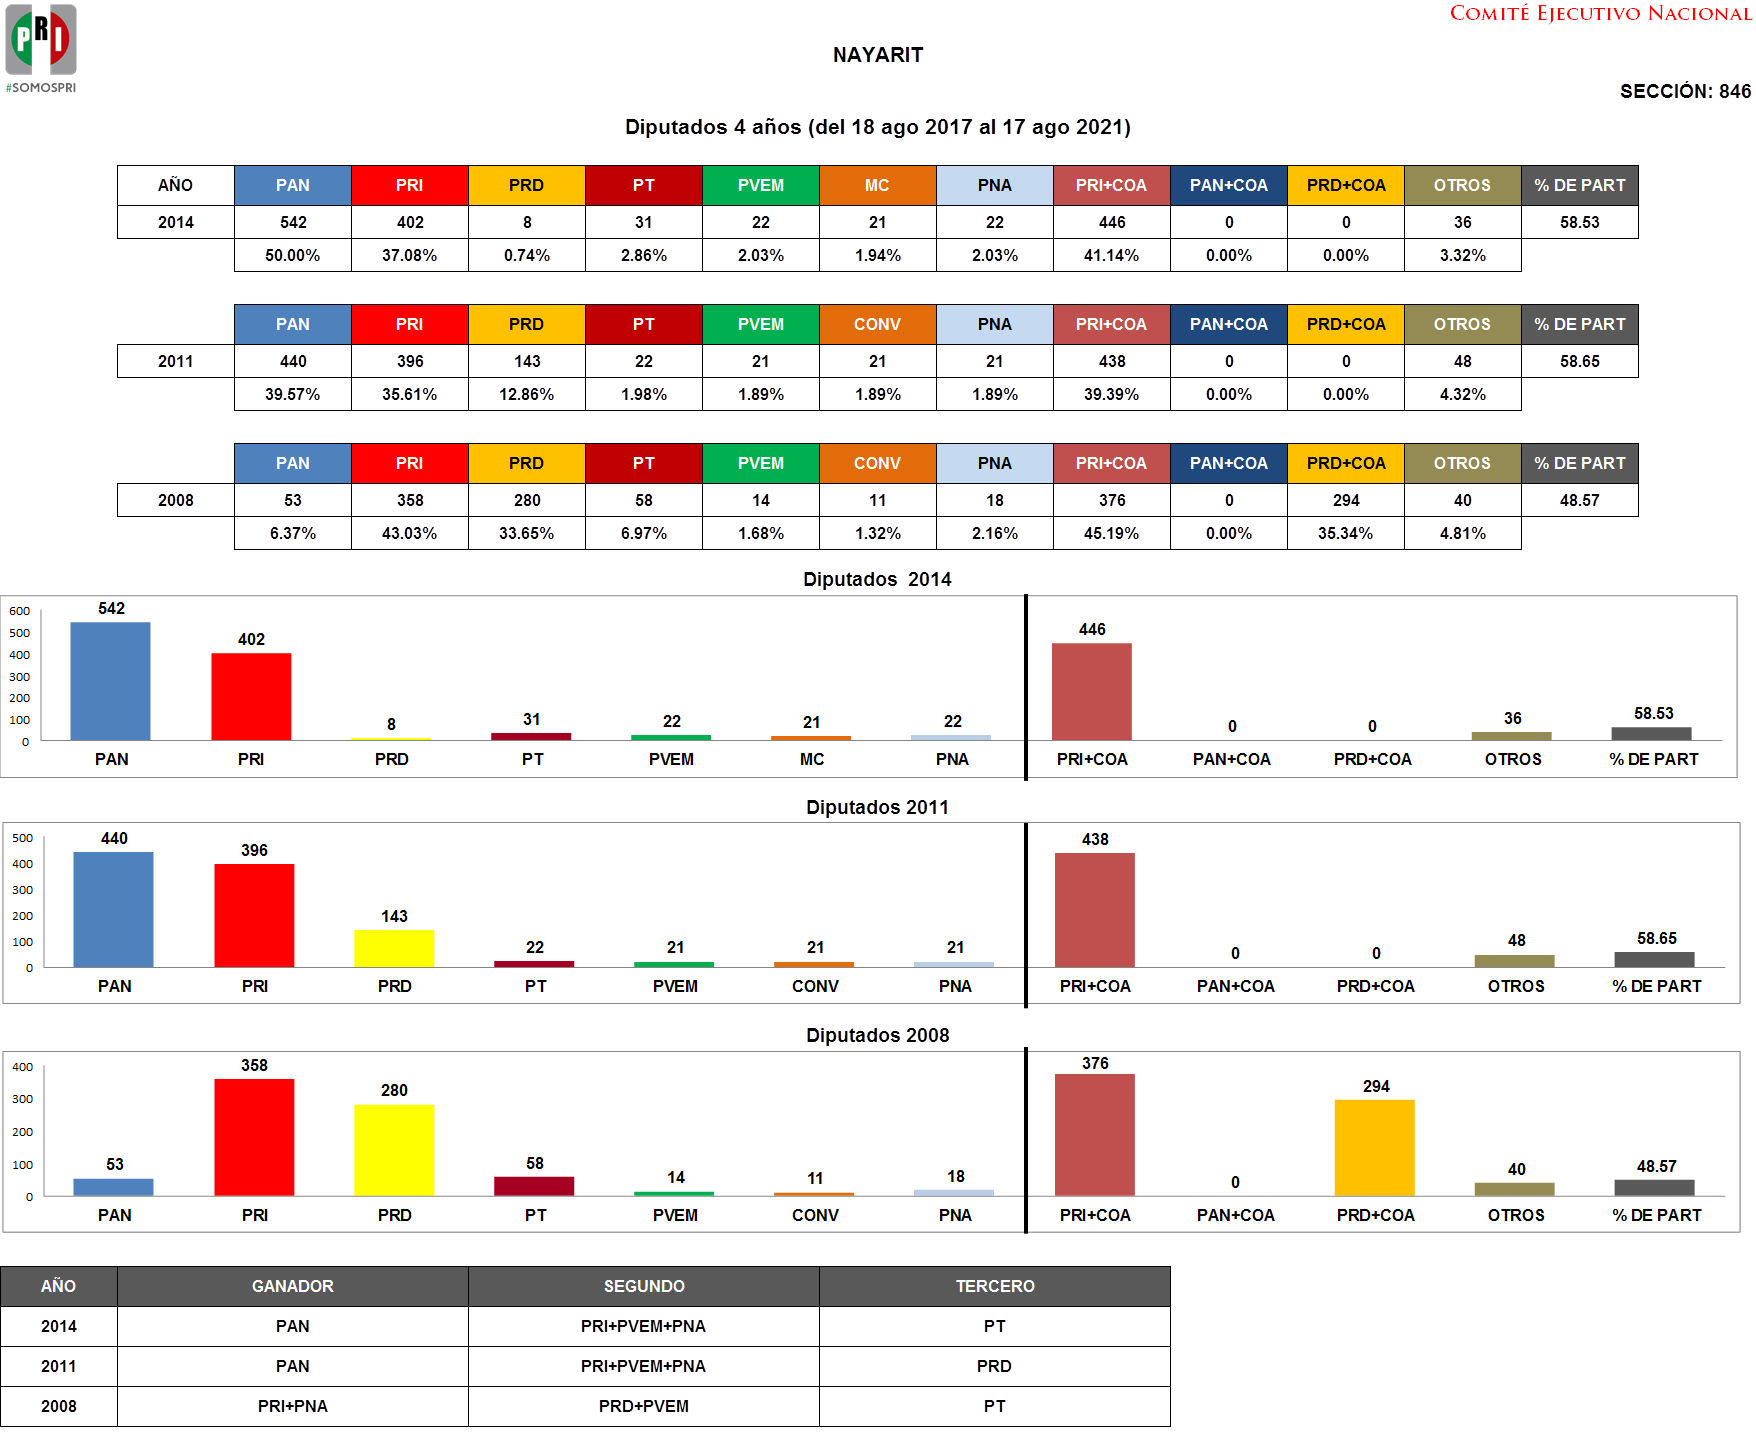 PRI
#SOMOSPRI
COMITÉ EJECUTIVO NACIONAL
NAYARIT
SECCIÓN: 846
Diputados 4 años (del 18 ago 2017 al 17 ago 2021)
AÑO PAN PRI PRD PT PVEM MC PNA PRI+COA PAN+COA PRD+COA OTROS % DE PART
2014 542 402 8 31 22 21 22 446 0 0 36 58.53
50.00% 37.08% 0.74% 2.86% 2.03% 1.94% 2.03% 41.14% 0.00% 0.00% 3.32%
PAN PRI PRD PT PVEM CONV PNA PRI+COA PAN+COA PRD+COA OTROS % DE PART
2011 440 396 143 22 21 21 21 438 0 0 48 58.65
39.57% 35.61% 12.86% 1.98% 1.89% 1.89% 1.89% 39.39% 0.00% 0.00% 4.32%
PAN PRI PRD PT PVEM CONV PNA PRI+COA PAN+COA PRD+COA OTROS % DE PART
2008 53 358 280 58 14 11 18 376 0 294 40 48.57
6.37% 43.03% 33.65% 6.97% 1.68% 1.32% 2.16% 45.19% 0.00% 35.34% 4.81%
Diputados 2014
600
500
400
300
200
100
0
542 402 8 31 22 21 22 446 0 0 36 58.53
PAN PRI PRD PT PVEM MC PNA PRI+COA PAN+COA PRD+COA OTROS % DE PART
Diputados 2011
500
400
300
200
100
0
440 396 143 22 21 21 21 438 0 0 48 58.65
PAN PRI PRD PT PVEM CONV PNA PRI+COA PAN+COA PRD+COA OTROS % DE PART
Diputados 2008
400
300
200
100
0
53 358 280 58 14 11 18 376 0 294 40 48.57
PAN PRI PRD PT PVEM CONV PNA PRI+COA PAN+COA PRD+COA OTROS % DE PART
AÑO GANADOR SEGUNDO TERCERO
2014 PAN PRI+PVEM+PNA PT
2011 PAN PRI+PVEM+PNA PRD
2008 PRI+PNA PRD+PVEM PT